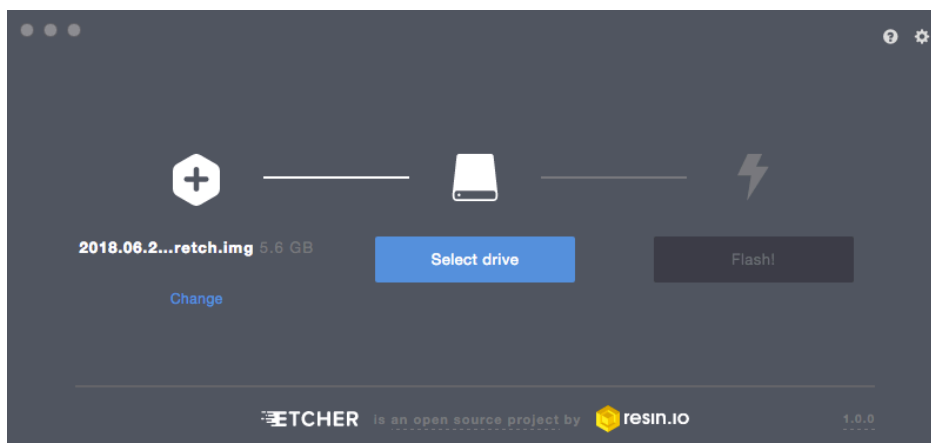 2018.06.2...retch.img 5.6 GB
Change
Select drive
Flash!
ETCHER is an open source project by resin.io
1.0.0